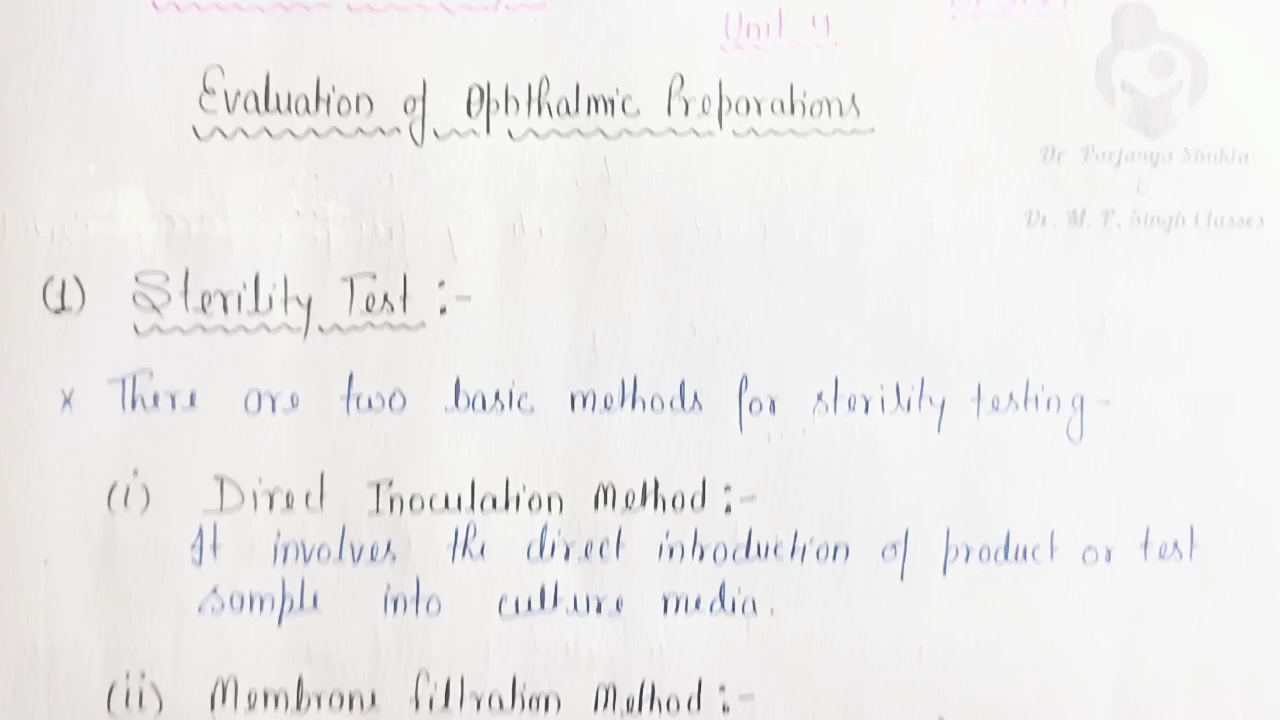 Unit-4
Evaluation of Ophthalmic Preparations
Dr. Parjanya Shukla
&
Dr. M. P. Singh Classes
(1) Sterility Test :-
x There are two basic methods for sterility testing -
(i) Direct Inoculation Method :-
It involves the direct introduction of product or test
sample into culture media.
(ii) Membrane filtration Method :-